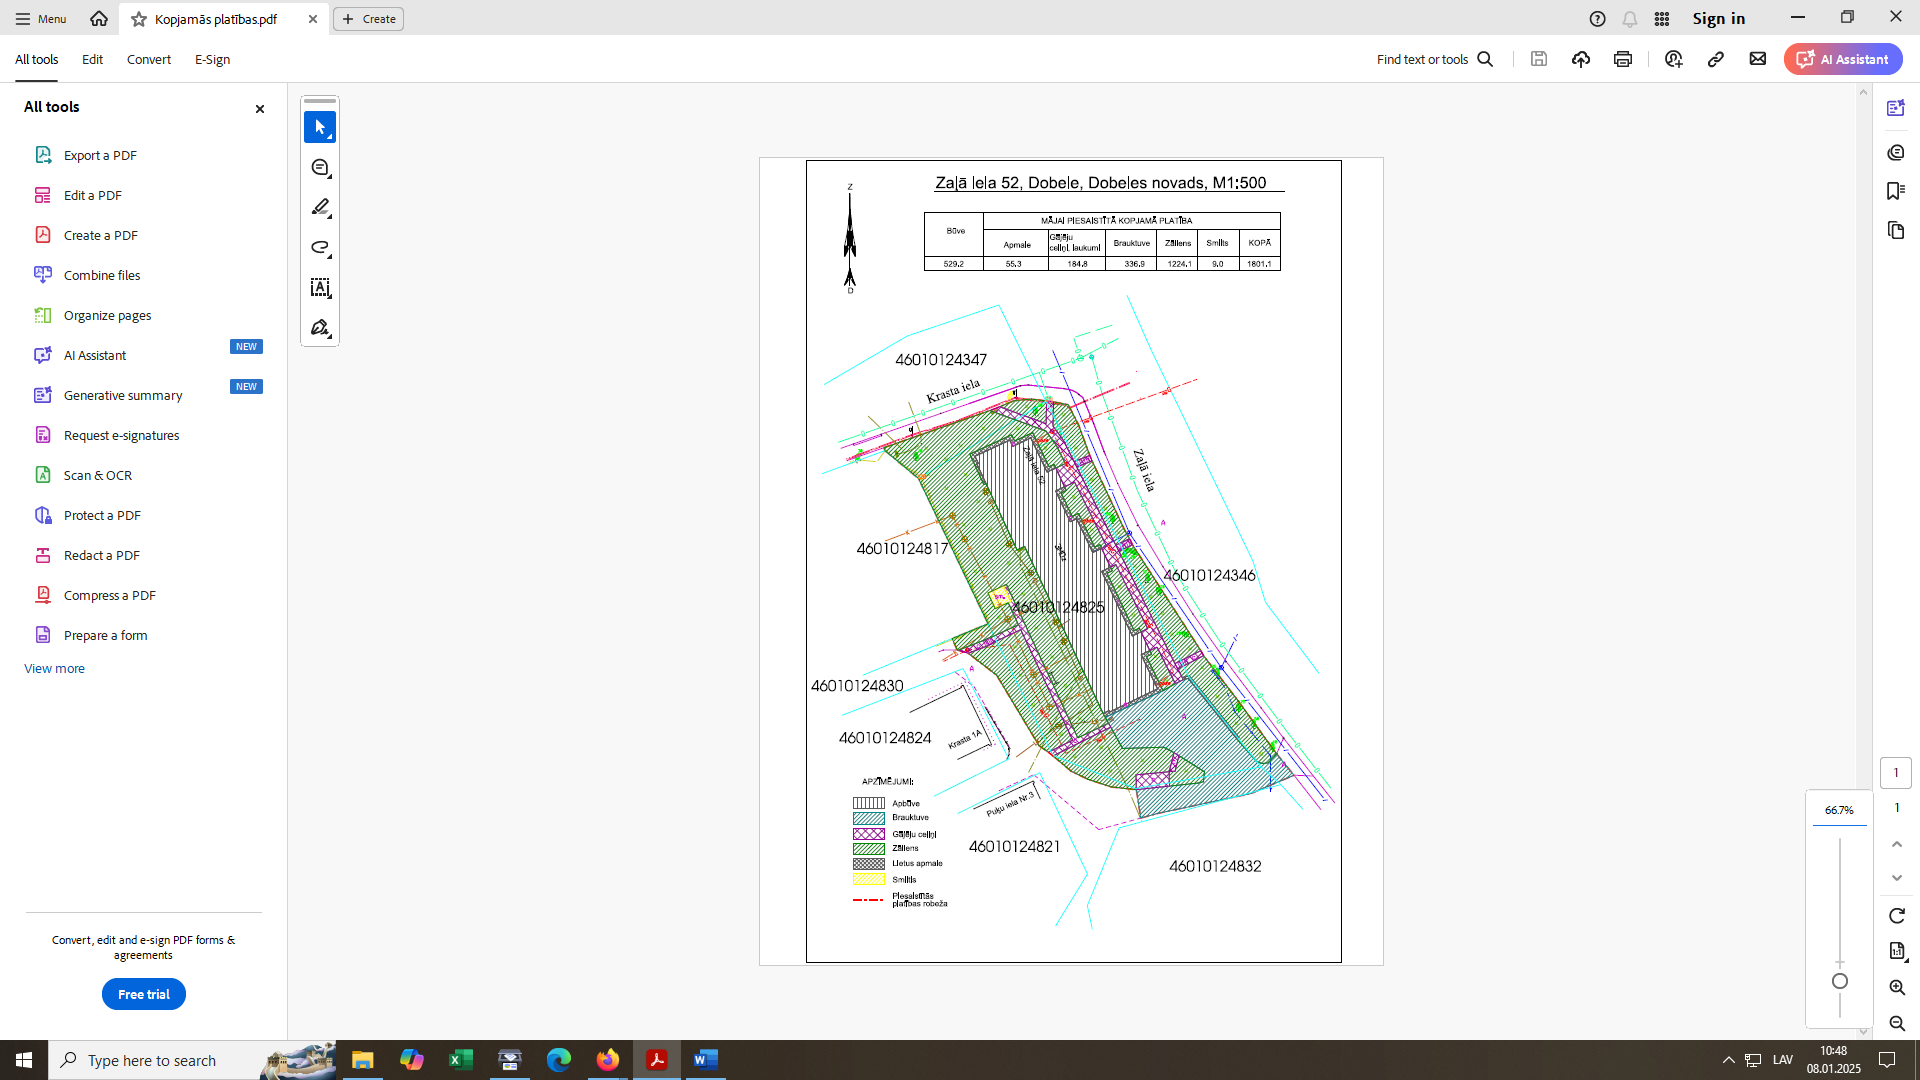 Menu
Kopjamās platības.pdf
Create
Sign in
All tools
Edit
Convert
E-Sign
Find text or tools
AI Assistant
All tools
Export a PDF
Edit a PDF
Create a PDF
Combine files
Organize pages
AI Assistant
NEW
Generative summary
NEW
Request e-signatures
Scan & OCR
Protect a PDF
Redact a PDF
Compress a PDF
Prepare a form
View more
Convert, edit and e-sign PDF forms &
agreements
Free trial
Z
D
Zaļā iela 52, Dobele, Dobeles novads, M1:500
MĀJAI PIESAISTĪTĀ KOPJAMĀ PLATĪBA
Būve
Apmale
Gājēju
celiņi, laukumi
Brauktuve
Zāliens
Smilts
KOPĀ
529.2
55.3
184.8
336.9
1224.1
9.0
1801.1
46010124347
Krasta iela
Zaļā iela 52
Zaļā iela
46010124817
46010124346
46010124825
46010124830
46010124824
Krasta 1A
Puķu iela Nr.3
46010124821
46010124832
APZĪMĒJUMI:
Apbūve
Brauktuve
Gājēju celiņi
Zāliens
Lietus apmale
Smiltis
Piesaistītās
platības robeža
1
1
66.7%
Type here to search
LAV
10:48
08.01.2025